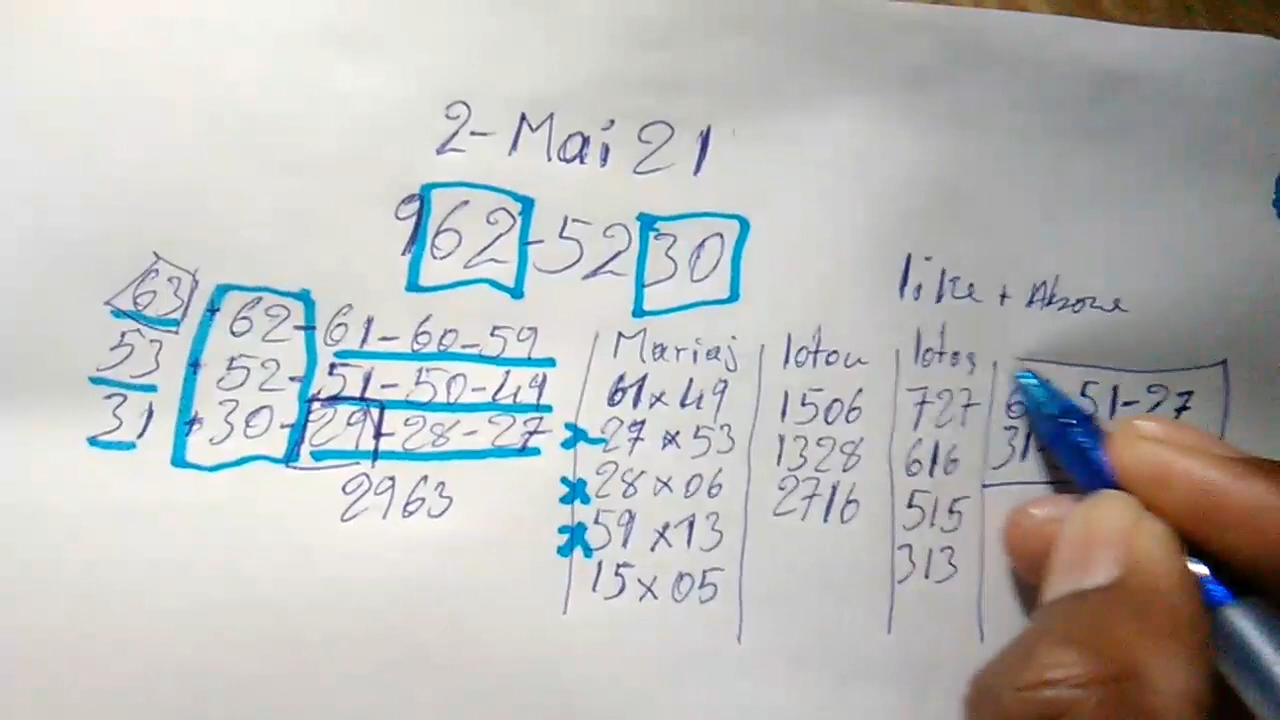 2-Mai 21
962-52 30
like + Abone
63 + 62-61-60-59
53 + 52-51-50-49
31 + 30-29-28-27
2963
Mariaj
61x49
27x53
28x06
59x13
15x05
lotou
1506
1328
2716
lotos
727
616
515
313
51-27
31